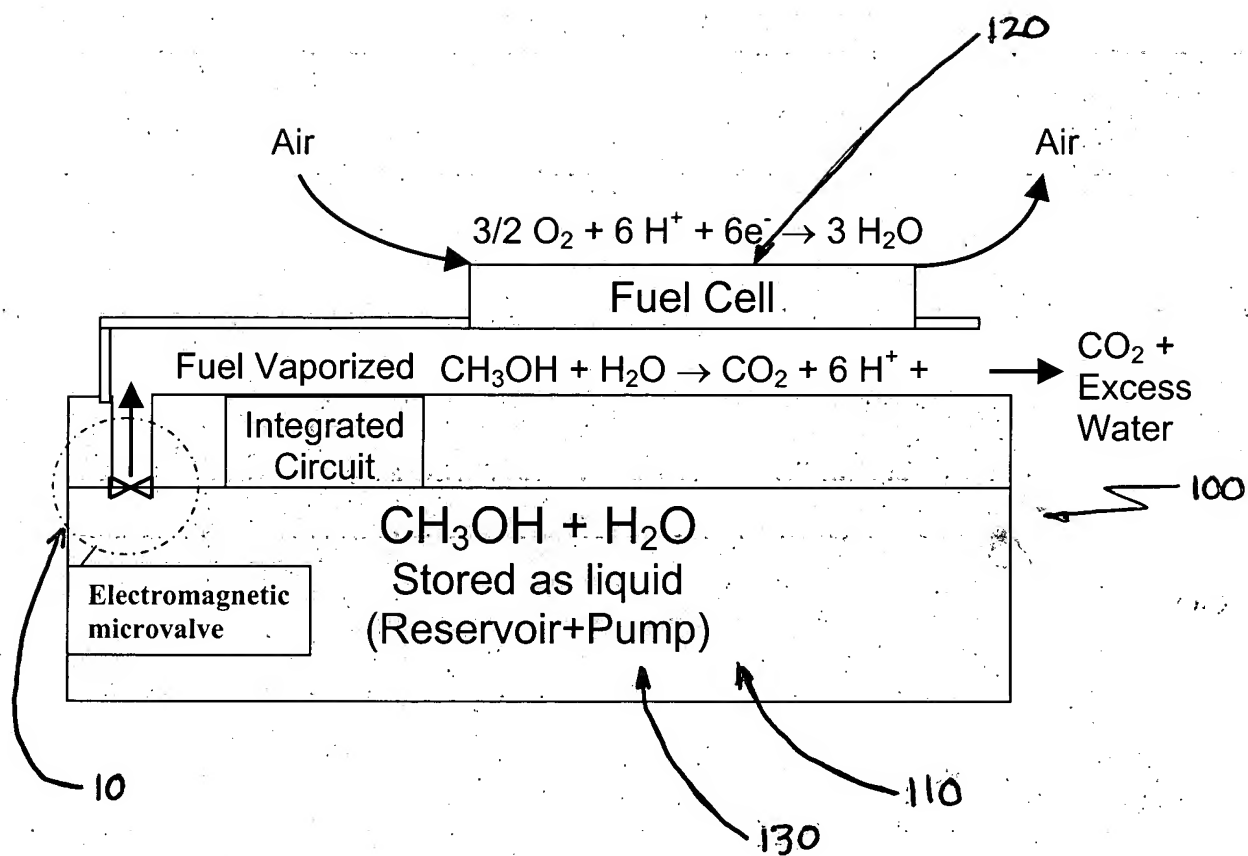 120
Air
Air
3/2 O₂ + 6 H⁺ + 6e⁻ → 3 H₂O
Fuel Cell
Fuel Vaporized CH₃OH + H₂O → CO₂ + 6 H⁺ +
CO₂ +
Excess
Water
Integrated
Circuit
100
CH₃OH + H₂O
Stored as liquid
(Reservoir+Pump)
Electromagnetic
microvalve
10
110
130